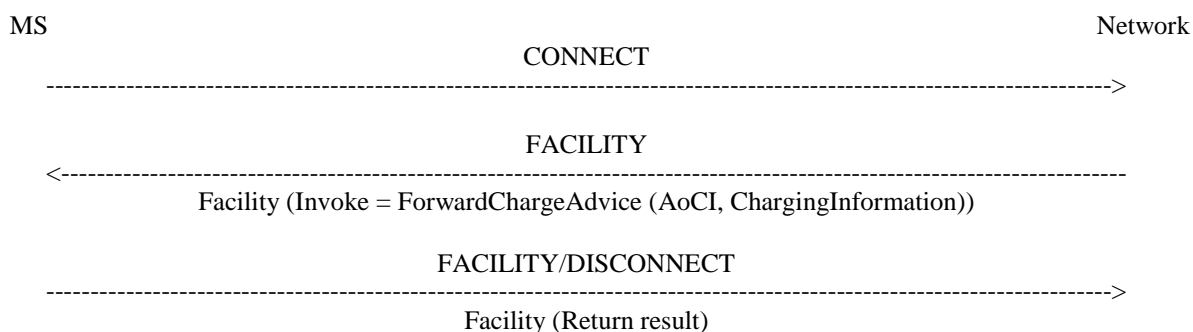 MS Network
CONNECT
------------------------------------------------------------------------------------------------------------------------>
FACILITY
<------------------------------------------------------------------------------------------------------------------------
Facility (Invoke = ForwardChargeAdvice (AoCI, ChargingInformation))
FACILITY/DISCONNECT
------------------------------------------------------------------------------------------------------------------------>
Facility (Return result)